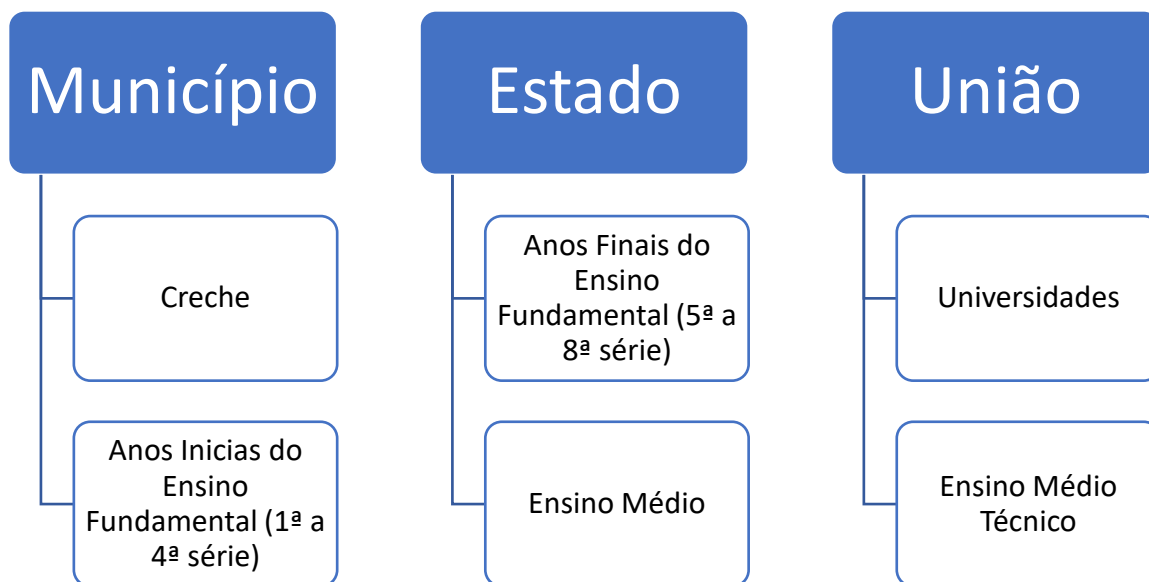 Município
Creche
Anos Inicias do
Ensino
Fundamental (1ª a
4ª série)
Estado
Anos Finais do
Ensino
Fundamental (5ª a
8ª série)
Ensino Médio
União
Universidades
Ensino Médio
Técnico